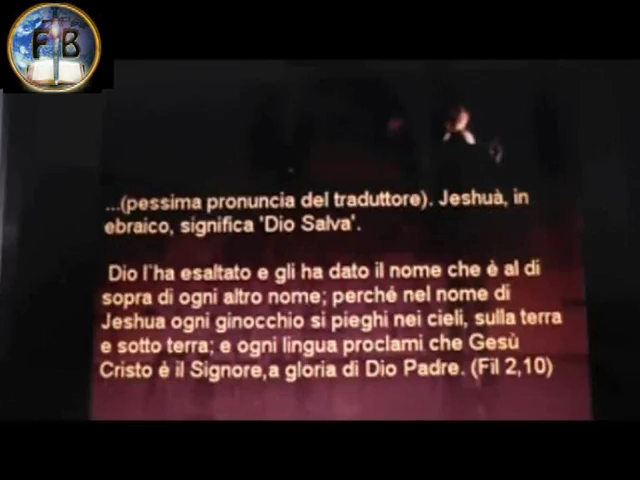 FB
...(pessima pronuncia del traduttore). Jeshuà, in
ebraico, significa 'Dio Salva'.
Dio l'ha esaltato e gli ha dato il nome che è al di
sopra di ogni altro nome; perché nel nome di
Jeshua ogni ginocchio si pieghi nei cieli, sulla terra
e sotto terra; e ogni lingua proclami che Gesù
Cristo è il Signore,a gloria di Dio Padre. (Fil 2,10)